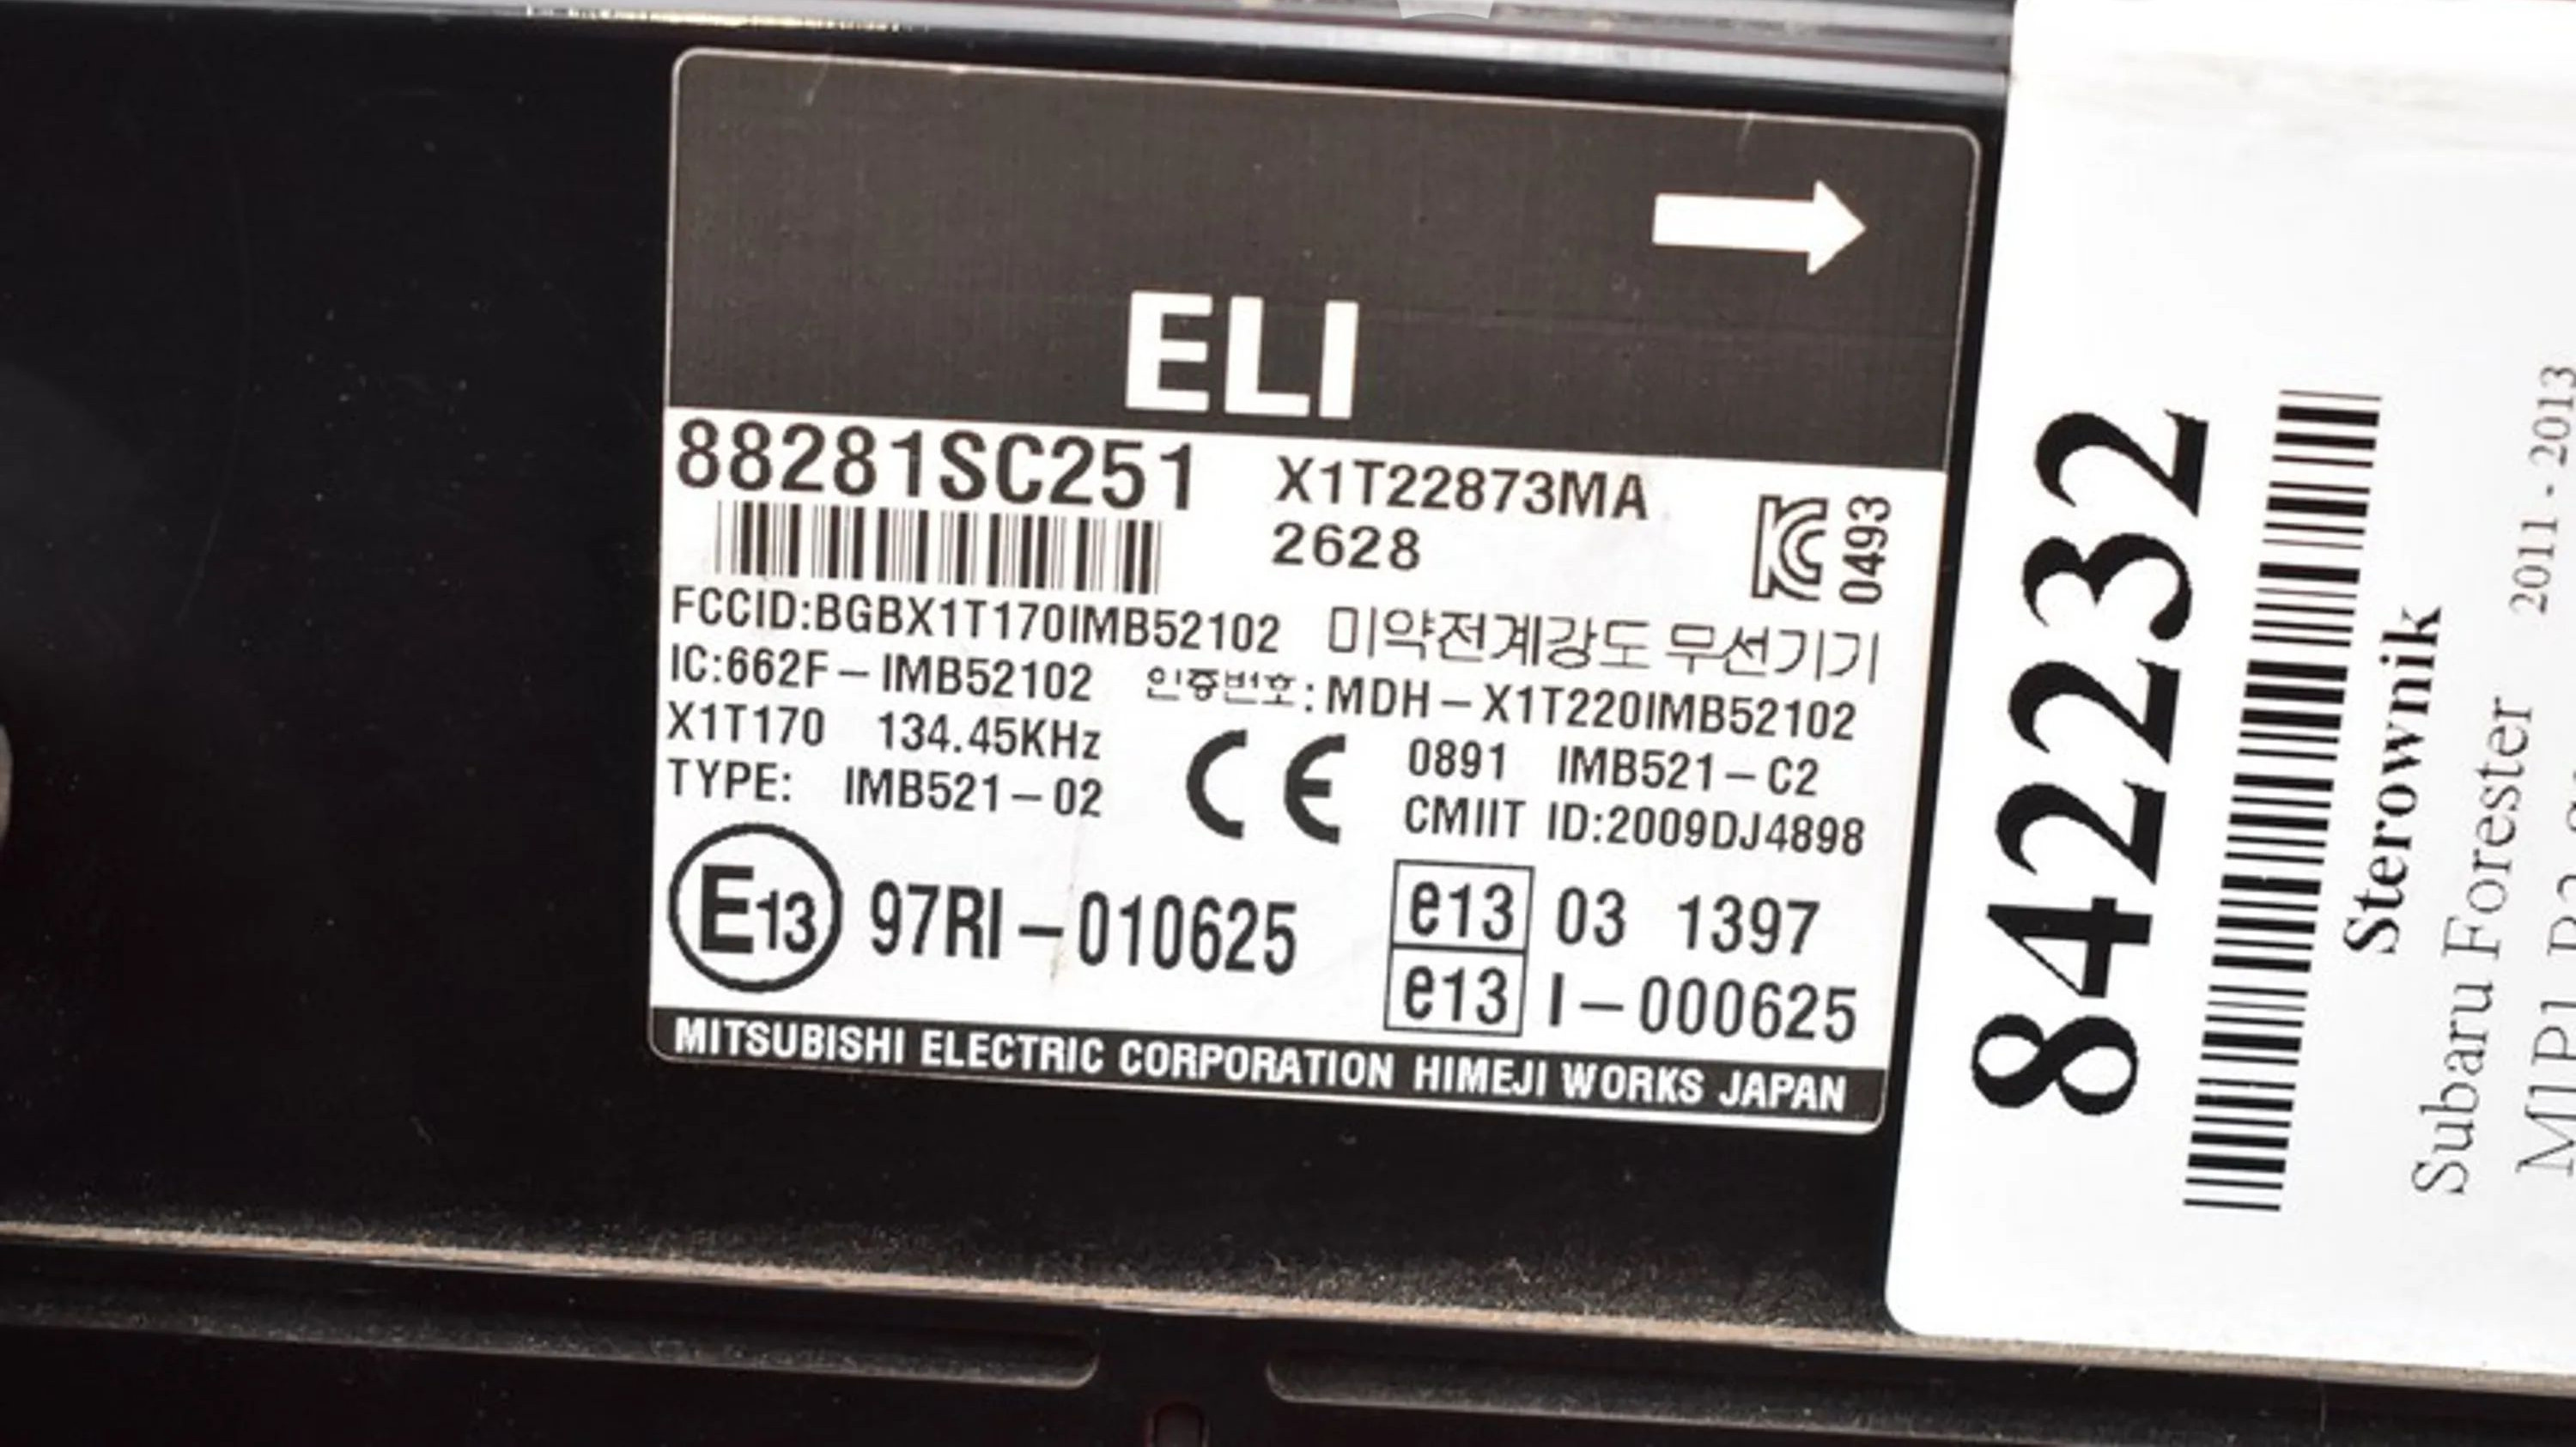 ELI
88281SC251
X1T22873MA
2628
0493
FCCID:BGBX1T170IMB52102
미약전계강도 무선기기
IC:662F-IMB52102
인증번호:MDH-X1T220IMB52102
X1T170 134.45KHz
TYPE: IMB521-02
CE
0891 IMB521-C2
CMIIT ID:2009DJ4898
E13 97RI-010625
e13 03 1397
e13 I-000625
MITSUBISHI ELECTRIC CORPORATION HIMEJI WORKS JAPAN
842232
Sterownik
Subaru Forester 2011 - 2013